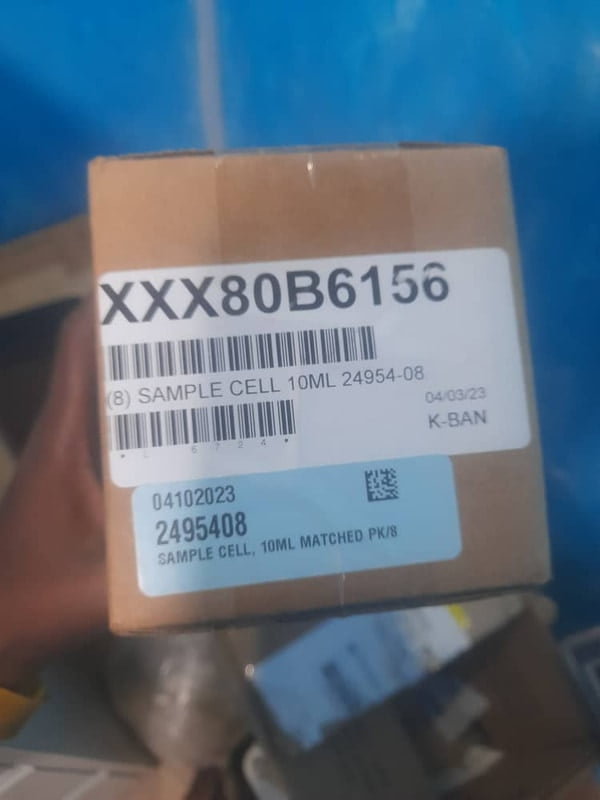 XXX80B6156
(8) SAMPLE CELL 10ML 24954-08
04/03/23
K-BAN
04102023
2495408
SAMPLE CELL, 10ML MATCHED PK/8